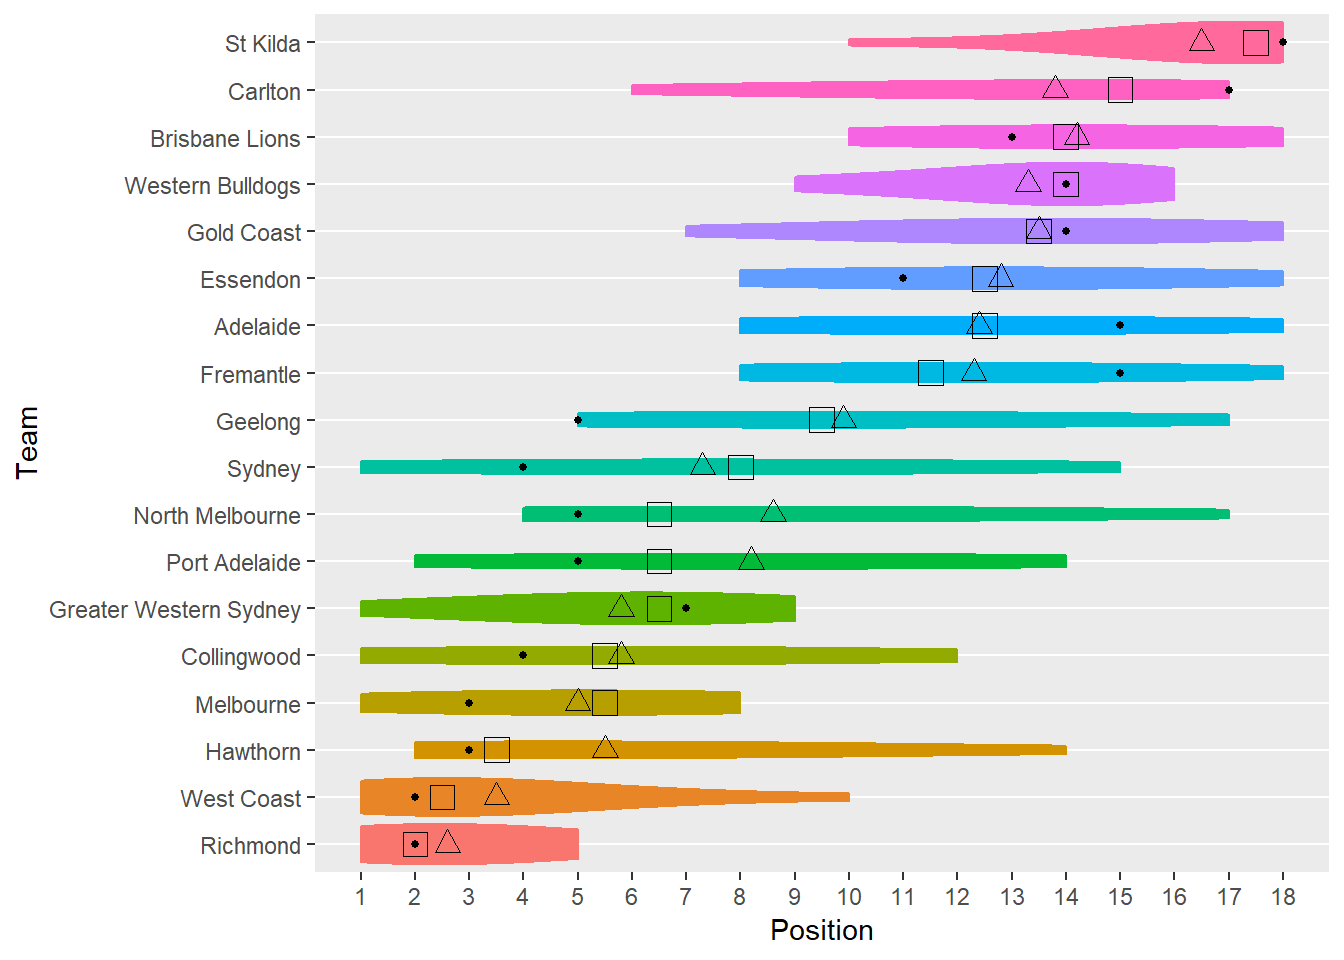 St Kilda
Carlton
Brisbane Lions
Western Bulldogs
Gold Coast
Essendon
Adelaide
Fremantle
Geelong
Sydney
North Melbourne
Port Adelaide
Greater Western Sydney
Collingwood
Melbourne
Hawthorn
West Coast
Richmond
Team
1 2 3 4 5 6 7 8 9 10 11 12 13 14 15 16 17 18
Position